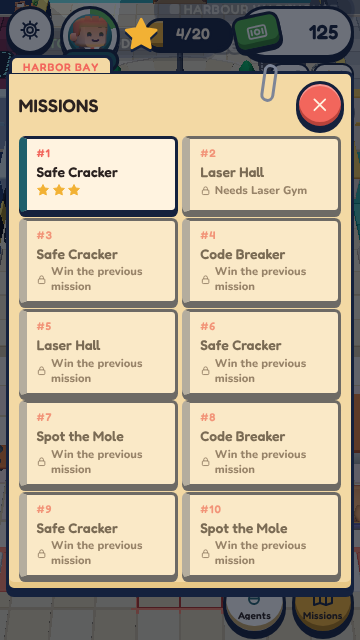 4/20
125
HARBOR BAY
MISSIONS
#1
Safe Cracker
#2
Laser Hall
Needs Laser Gym
#3
Safe Cracker
Win the previous
mission
#4
Code Breaker
Win the previous
mission
#5
Laser Hall
Win the previous
mission
#6
Safe Cracker
Win the previous
mission
#7
Spot the Mole
Win the previous
mission
#8
Code Breaker
Win the previous
mission
#9
Safe Cracker
Win the previous
mission
#10
Spot the Mole
Win the previous
mission
Agents
Missions